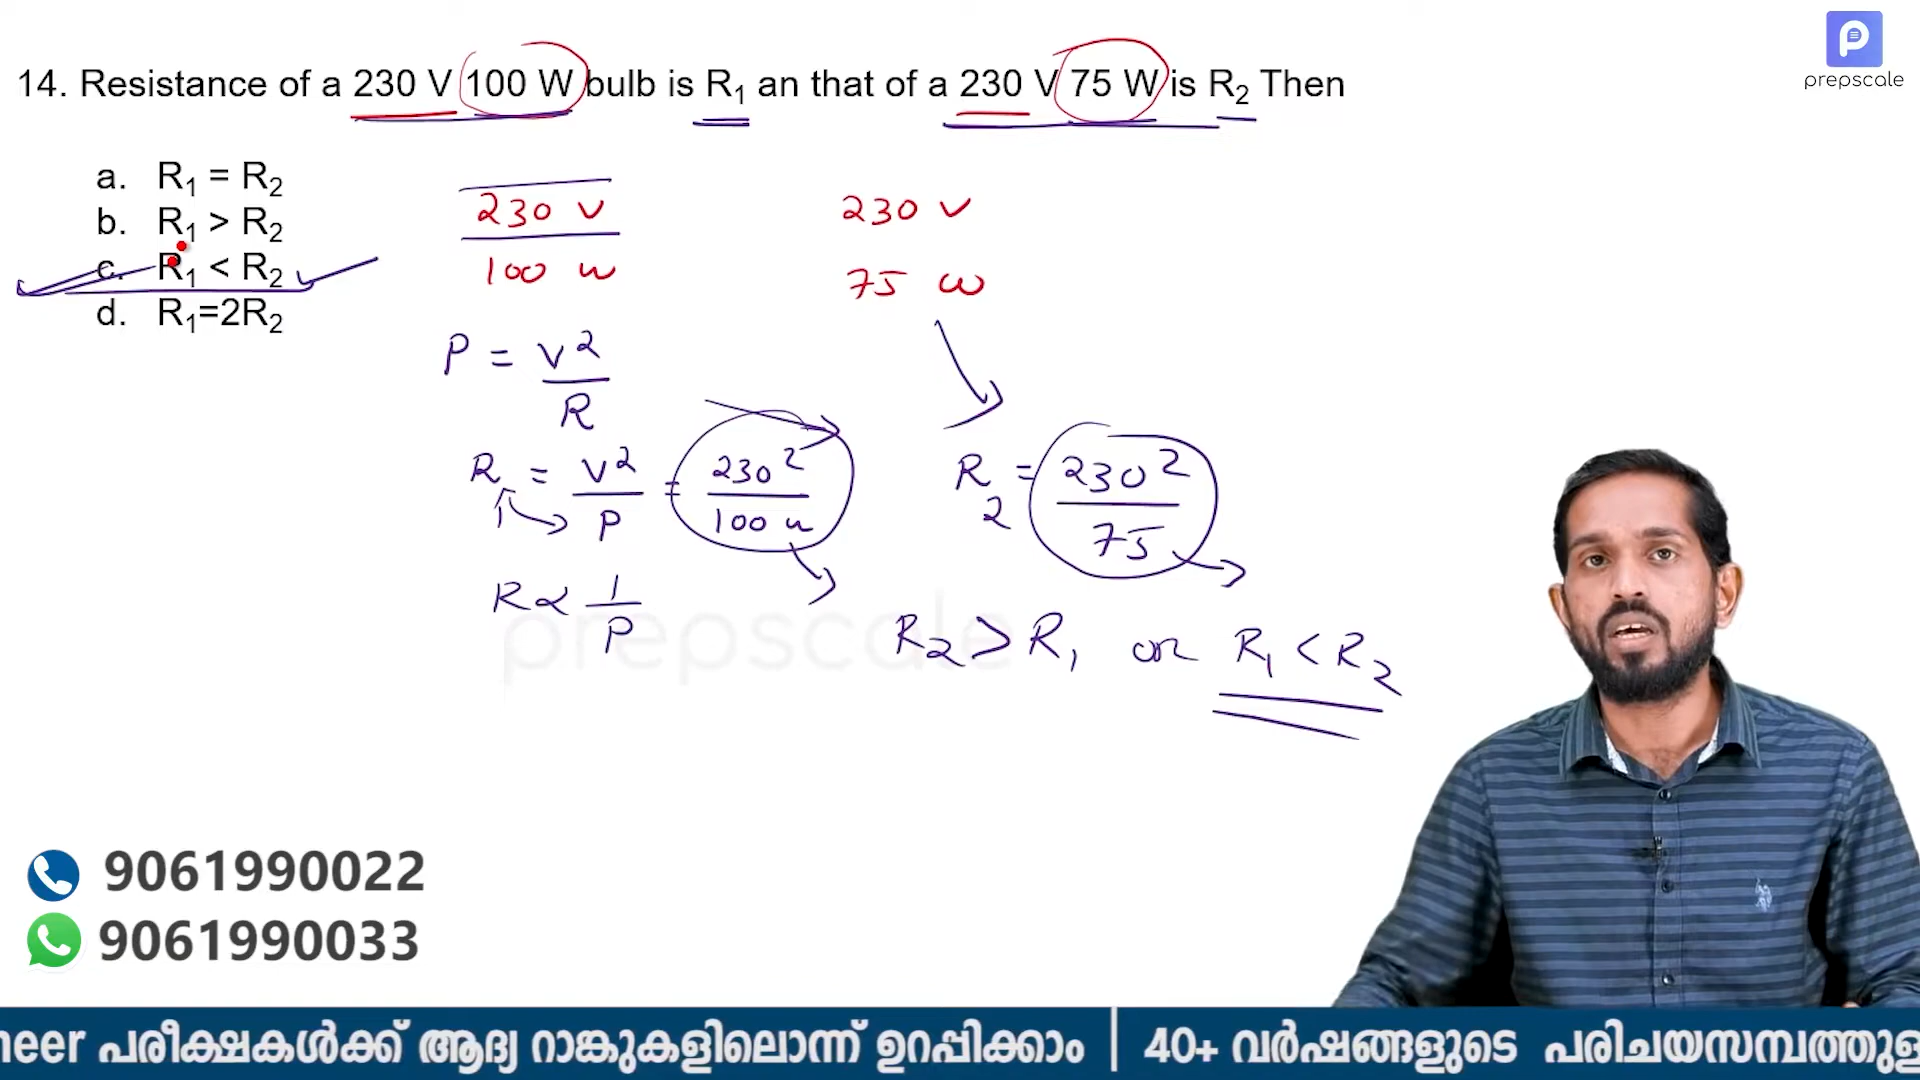 14. Resistance of a 230 V 100 W bulb is R₁ an that of a 230 V 75 W is R₂ Then
prepscale
a. R₁ = R₂
b. R₁ > R₂
c. R₁ < R₂
d. R₁=2R₂
230 V
100 W
230 V
75 W
P = V² / R
R₁ = V² / P = 230² / 100 W
R₂ = 230² / 75
R ∝ 1 / P
R₂ > R₁ or R₁ < R₂
prepscale
9061990022
9061990033
neer പരീക്ഷകൾക്ക് ആദ്യ റാങ്കുകളിലൊന്ന് ഉറപ്പിക്കാം | 40+ വർഷങ്ങളുടെ പരിചയസമ്പത്തു